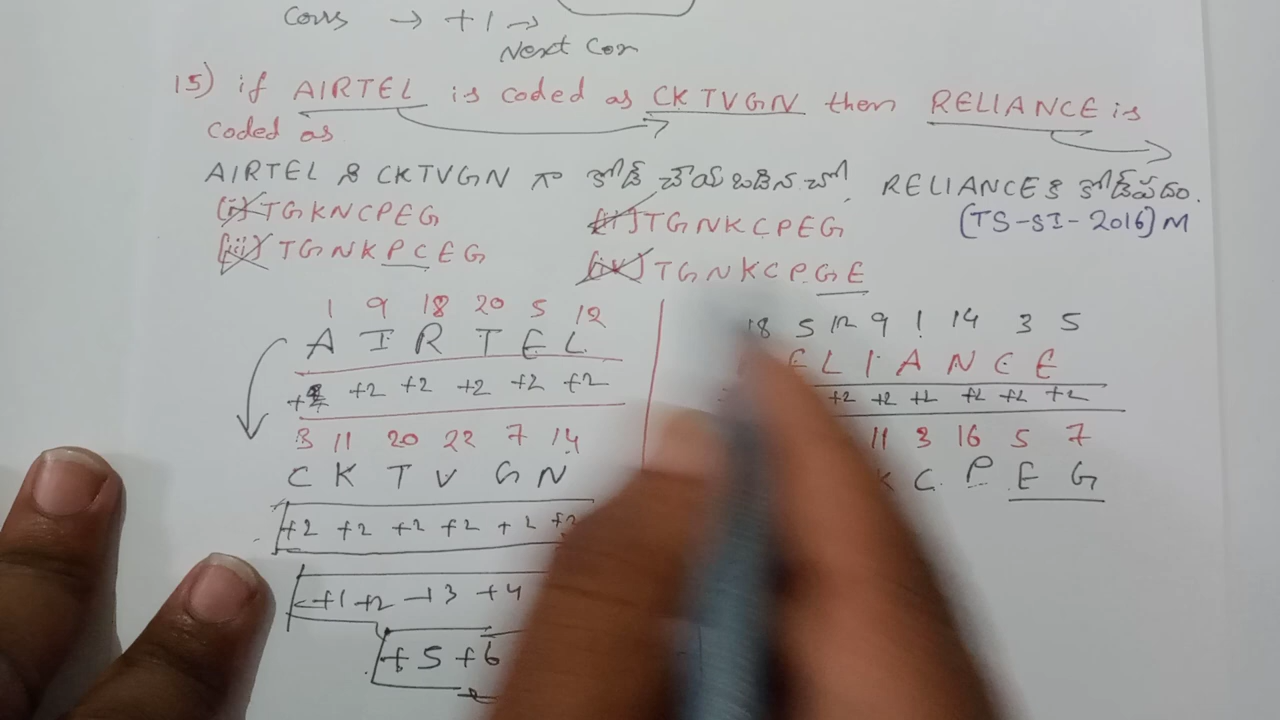 Cons → +1 →
Next Con
15) if AIRTEL is coded as CKTVGN then RELIANCE is
coded as
AIRTEL ని CKTVGN గా కోడ్ చేయబడిన చో, RELIANCE కి కోడ్ పదం.
(i) TGKNCPEG (ii) TGNKCPEG (TS-SI-2016) M
(iii) TGNKPCEG (iv) TGNKCPGE
1 9 18 20 5 12
A I R T E L
+2 +2 +2 +2 +2 +2
3 11 20 22 7 14
C K T V G N
+2 +2 +2 +2 +2 +2
+1 +2 +3 +4
+5 +6
18 5 12 9 1 14 3 5
E L I A N C E
+2 +2 +2 +2 +2 +2
11 3 16 5 7
K C P E G